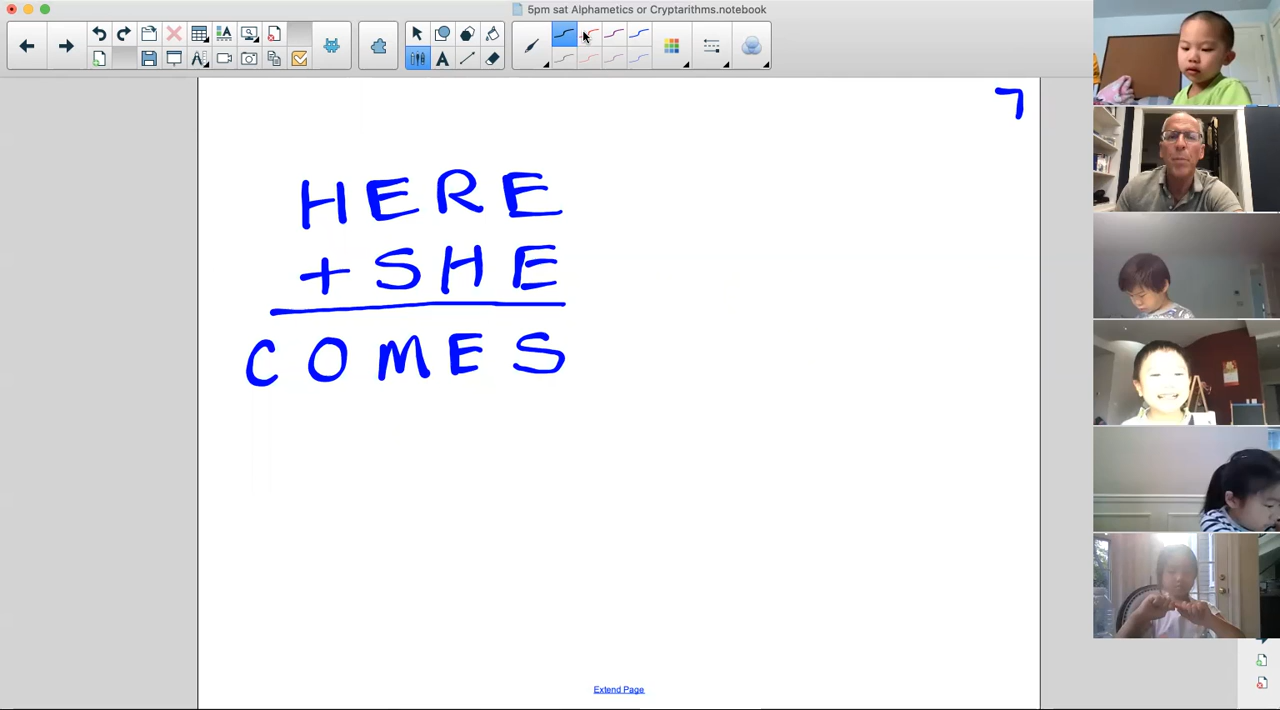 5pm sat Alphametics or Cryptarithms.notebook
7
HERE
+ SHE
COMES
Extend Page